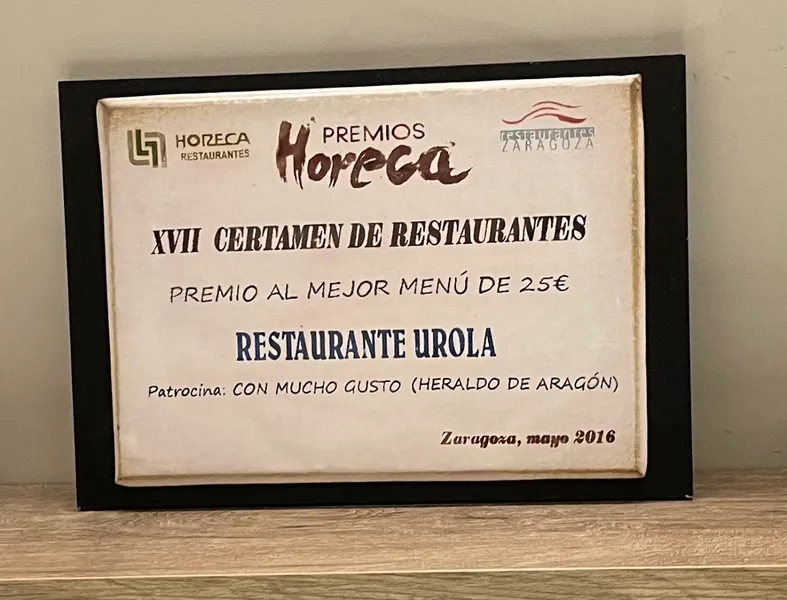 HORECA
RESTAURANTES
PREMIOS
Horeca
restaurantes
ZARAGOZA
XVII CERTAMEN DE RESTAURANTES
PREMIO AL MEJOR MENÚ DE 25€
RESTAURANTE UROLA
Patrocina: CON MUCHO GUSTO (HERALDO DE ARAGÓN)
Zaragoza, mayo 2016